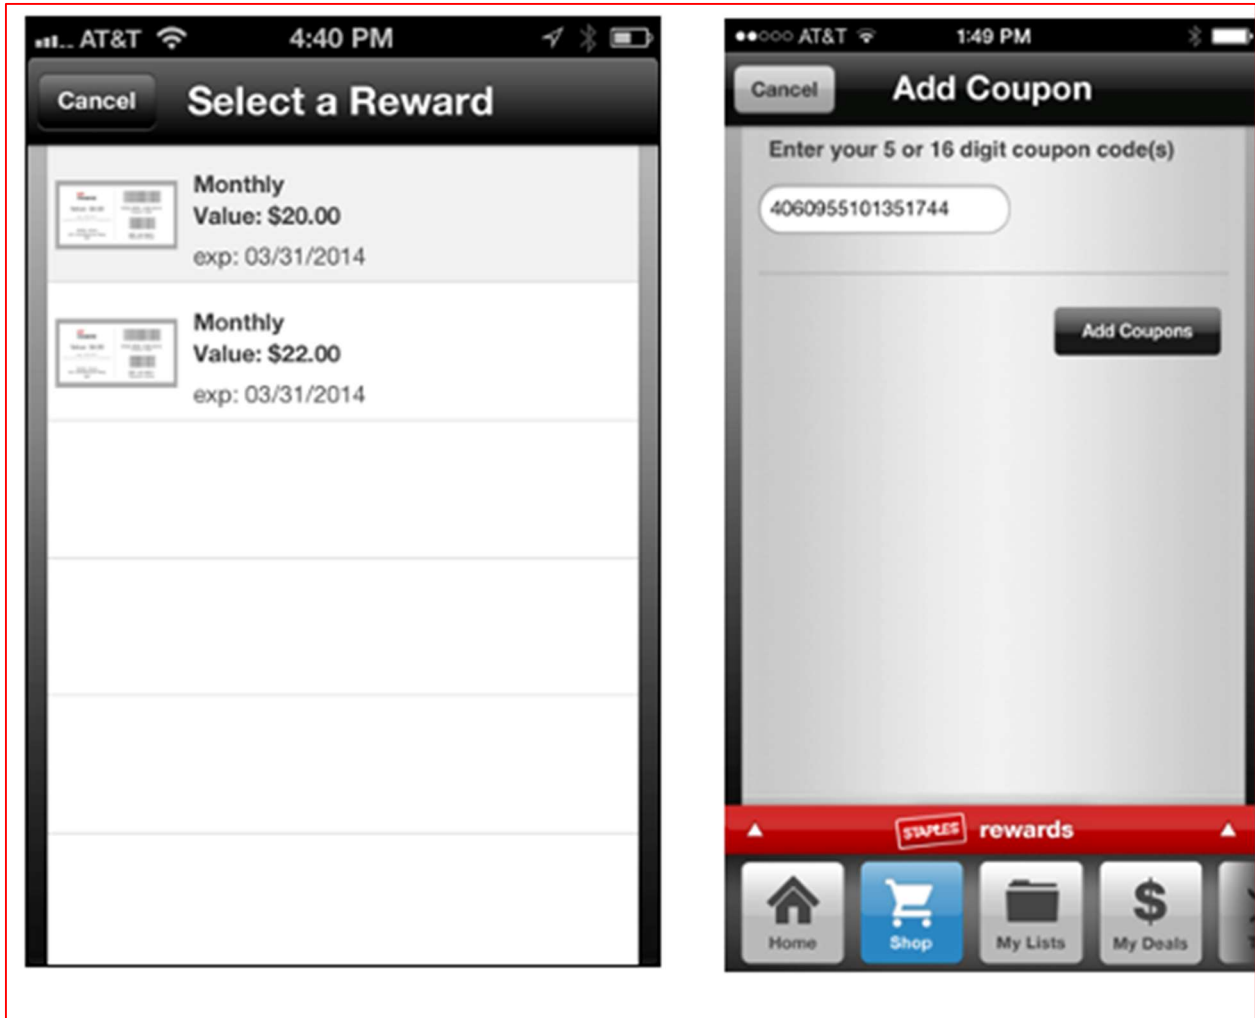 AT&T 4:40 PM
Cancel Select a Reward
Monthly
Value: $20.00
exp: 03/31/2014
Monthly
Value: $22.00
exp: 03/31/2014
AT&T 1:49 PM
Cancel Add Coupon
Enter your 5 or 16 digit coupon code(s)
4060955101351744
Add Coupons
STAPLES rewards
Home Shop My Lists My Deals